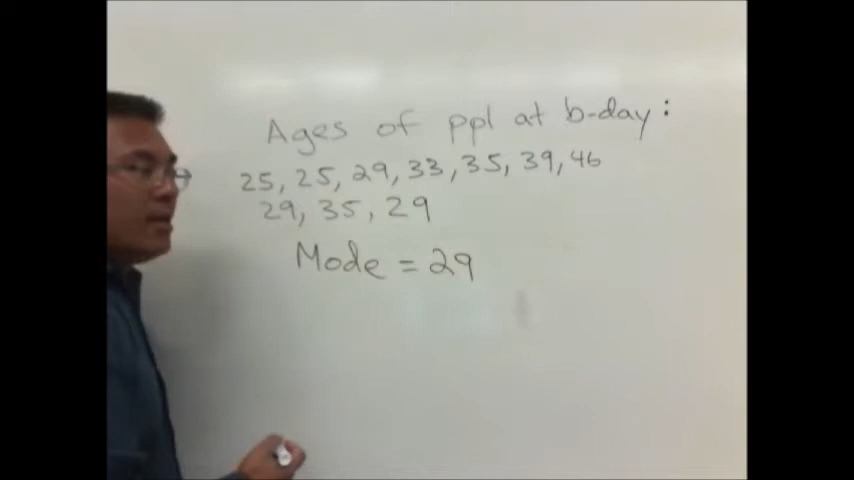 Ages of ppl at b-day:
25, 25, 29, 33, 35, 39, 46
29, 35, 29
Mode = 29